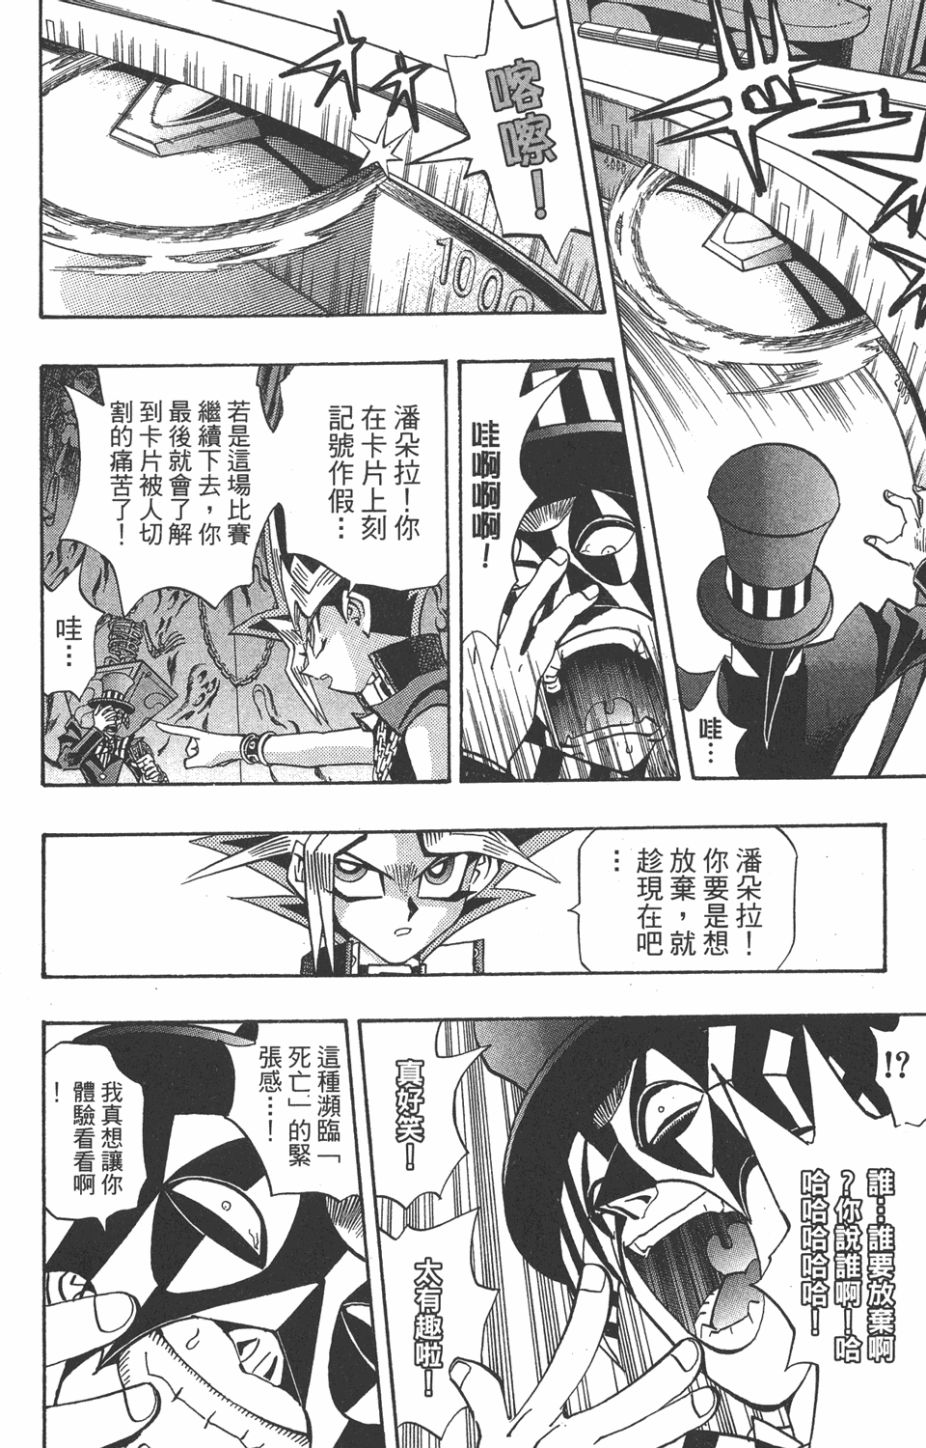 喀嚓！
1000
哇…
哇啊啊啊啊！
潘朵拉！你
在卡片上刻
記號作假…
若是這場比賽
繼續下去，你
最後就會了解
到卡片被人切
割的痛苦了！
哇…
潘朵拉！
你要是想
放棄，就
趁現在吧
…
!?
誰…誰要放棄啊
？你說誰啊！哈
哈哈哈哈哈！
真好笑！
太有趣啦！
這種瀕臨「
死亡」的緊
張感…！
我真想讓你
體驗看看啊
！